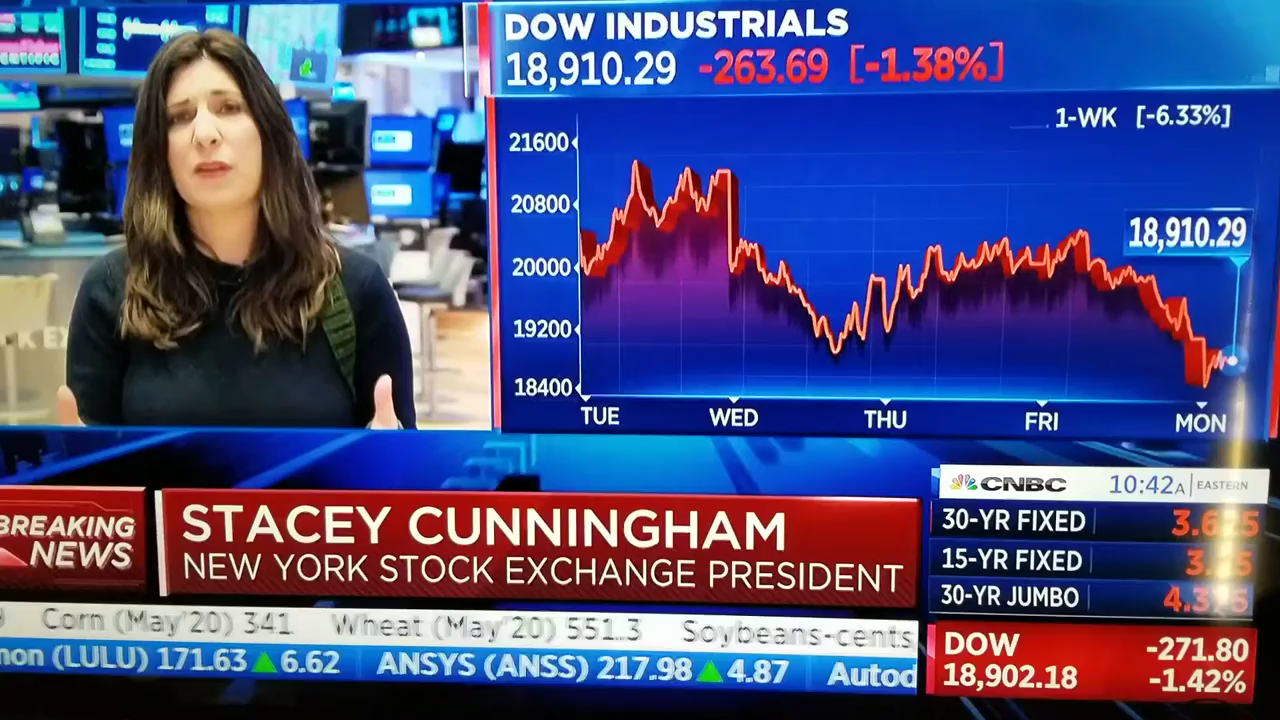 DOW INDUSTRIALS
18,910.29 -263.69 [-1.38%]
1-WK [-6.33%]
21600
20800
20000
19200
18400
18,910.29
TUE WED THU FRI MON
BREAKING
NEWS
STACEY CUNNINGHAM
NEW YORK STOCK EXCHANGE PRESIDENT
CNBC 10:42A EASTERN
30-YR FIXED
15-YR FIXED
30-YR JUMBO
Corn (May'20) 341 Wheat (May'20) 551.3 Soybeans-cents
non (LULU) 171.63 ▲ 6.62 ANSYS (ANSS) 217.98 ▲ 4.87 Autod
DOW -271.80
18,902.18 -1.42%